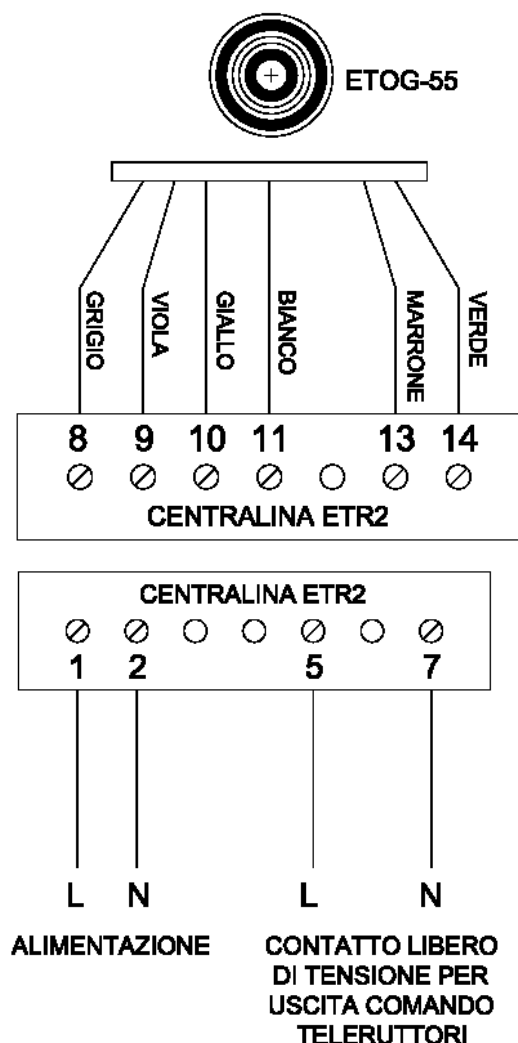 ETOG-55
GRIGIO
VIOLA
GIALLO
BIANCO
MARRONE
VERDE
8 9 10 11 13 14
CENTRALINA ETR2
CENTRALINA ETR2
1 2 5 7
L N L N
ALIMENTAZIONE
CONTATTO LIBERO
DI TENSIONE PER
USCITA COMANDO
TELERUTTORI